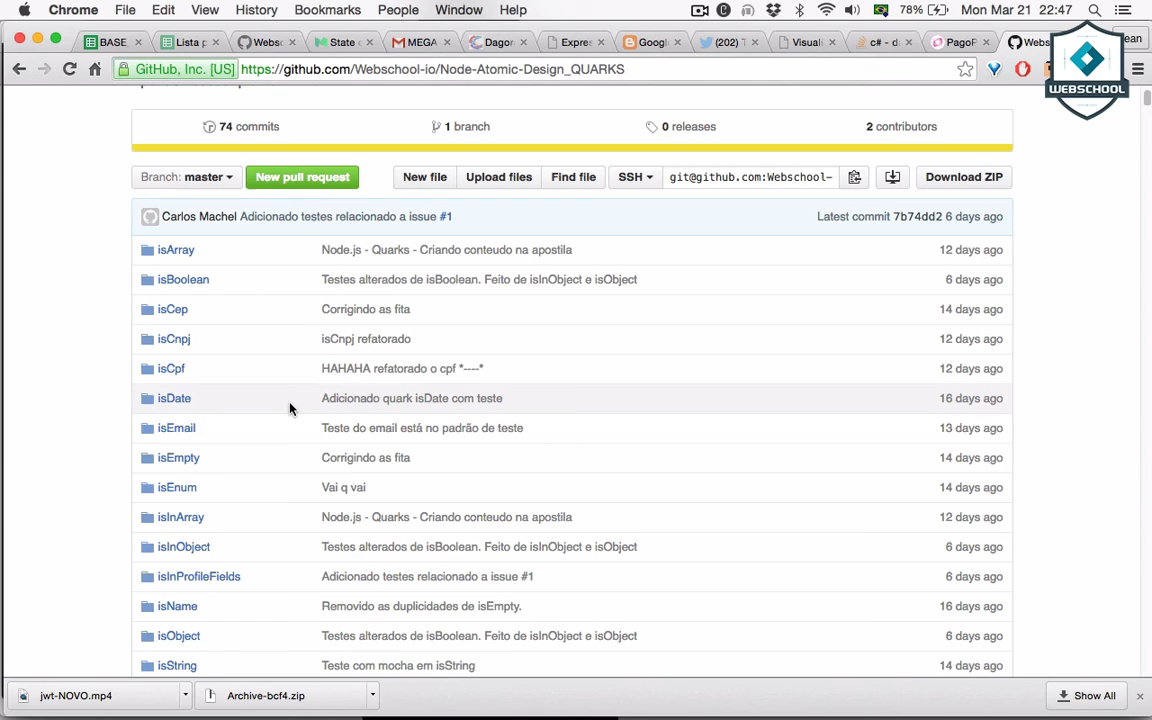 Chrome File Edit View History Bookmarks People Window Help 78% Mon Mar 21 22:47
BASE Lista p Webso State c MEGA Dagor Expres Google (202) T Visuali c# - da PagoP Webs ean
GitHub, Inc. [US] https://github.com/Webschool-io/Node-Atomic-Design_QUARKS
WEBSCHOOL
74 commits 1 branch 0 releases 2 contributors
Branch: master New pull request New file Upload files Find file SSH git@github.com:Webschool- Download ZIP
Carlos Machel Adicionado testes relacionado a issue #1 Latest commit 7b74dd2 6 days ago
isArray Node.js - Quarks - Criando conteudo na apostila 12 days ago
isBoolean Testes alterados de isBoolean. Feito de isInObject e isObject 6 days ago
isCep Corrigindo as fita 14 days ago
isCnpj isCnpj refatorado 12 days ago
isCpf HAHAHA refatorado o cpf *----* 12 days ago
isDate Adicionado quark isDate com teste 16 days ago
isEmail Teste do email está no padrão de teste 13 days ago
isEmpty Corrigindo as fita 14 days ago
isEnum Vai q vai 14 days ago
isInArray Node.js - Quarks - Criando conteudo na apostila 12 days ago
isInObject Testes alterados de isBoolean. Feito de isInObject e isObject 6 days ago
isInProfileFields Adicionado testes relacionado a issue #1 6 days ago
isName Removido as duplicidades de isEmpty. 16 days ago
isObject Testes alterados de isBoolean. Feito de isInObject e isObject 6 days ago
isString Teste com mocha em isString 14 days ago
jwt-NOVO.mp4 Archive-bcf4.zip Show All